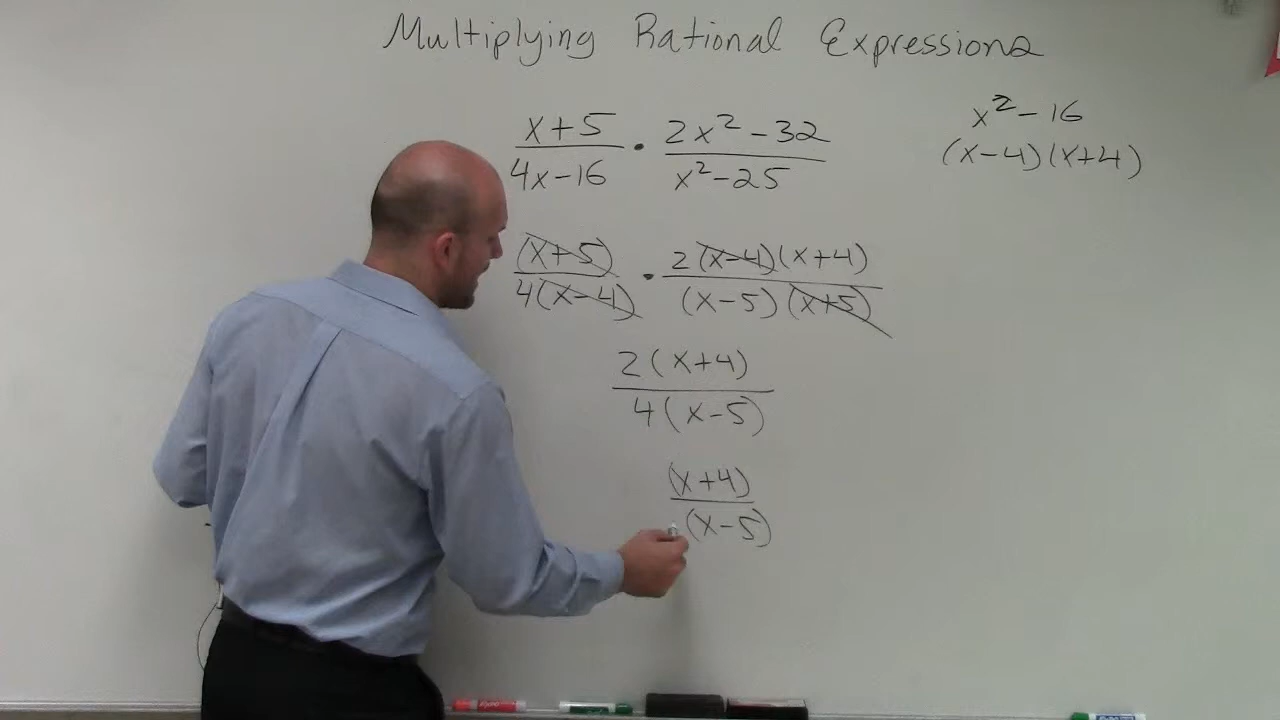 Multiplying Rational Expressions
x+5 / 4x-16 · 2x² - 32 / x² - 25
x² - 16
(x-4)(x+4)
(x+5) / 4(x-4) · 2(x-4)(x+4) / (x-5)(x+5)
2(x+4) / 4(x-5)
(x+4) / (x-5)
EXPO